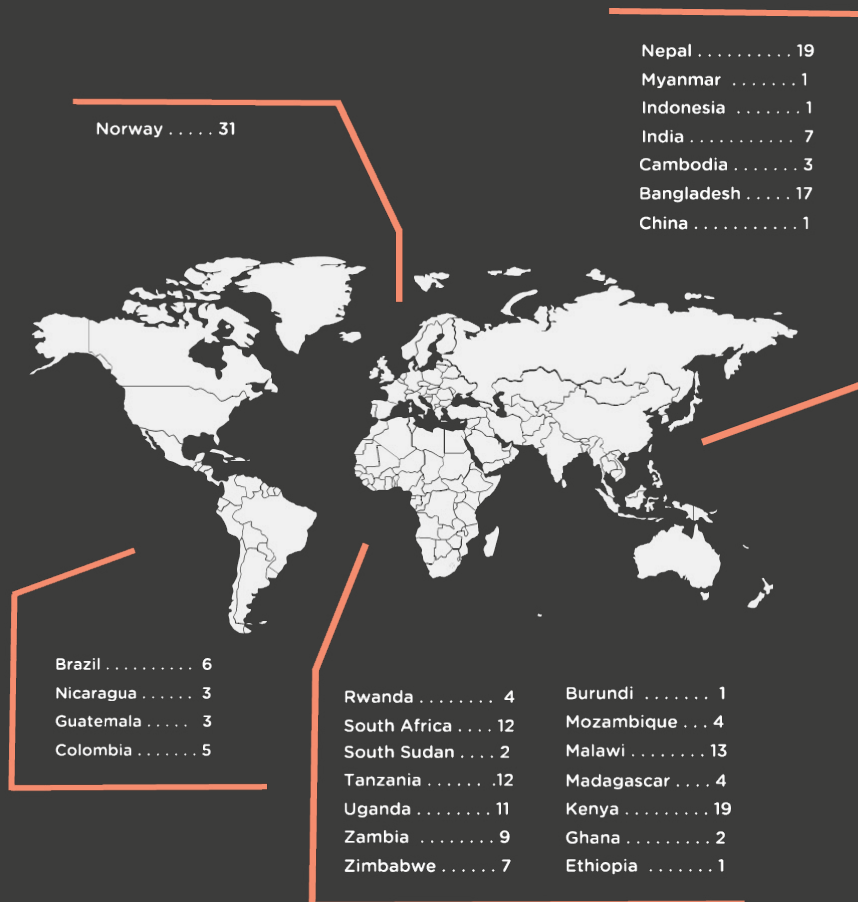 Norway ..... 31
Nepal .......... 19
Myanmar ....... 1
Indonesia ....... 1
India ........... 7
Cambodia ....... 3
Bangladesh ..... 17
China ........... 1
Brazil .......... 6
Nicaragua ...... 3
Guatemala ..... 3
Colombia ....... 5
Rwanda ........ 4
South Africa .... 12
South Sudan .... 2
Tanzania .......12
Uganda ........ 11
Zambia ........ 9
Zimbabwe ...... 7
Burundi ....... 1
Mozambique ... 4
Malawi ........ 13
Madagascar .... 4
Kenya ......... 19
Ghana ......... 2
Ethiopia ....... 1